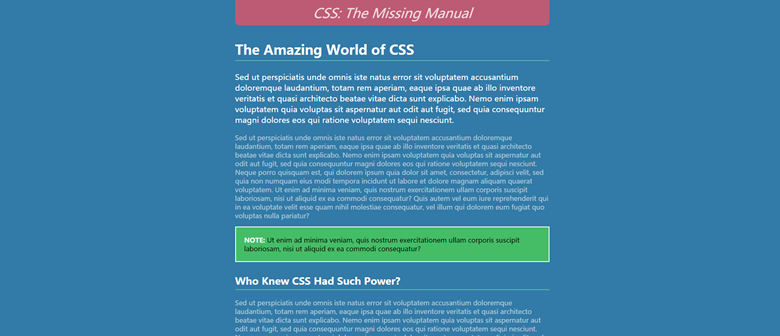 CSS: The Missing Manual
The Amazing World of CSS
Sed ut perspiciatis unde omnis iste natus error sit voluptatem accusantium
doloremque laudantium, totam rem aperiam, eaque ipsa quae ab illo inventore
veritatis et quasi architecto beatae vitae dicta sunt explicabo. Nemo enim ipsam
voluptatem quia voluptas sit aspernatur aut odit aut fugit, sed quia consequuntur
magni dolores eos qui ratione voluptatem sequi nesciunt.
Sed ut perspiciatis unde omnis iste natus error sit voluptatem accusantium doloremque
laudantium, totam rem aperiam, eaque ipsa quae ab illo inventore veritatis et quasi architecto
beatae vitae dicta sunt explicabo. Nemo enim ipsam voluptatem quia voluptas sit aspernatur aut
odit aut fugit, sed quia consequuntur magni dolores eos qui ratione voluptatem sequi nesciunt.
Neque porro quisquam est, qui dolorem ipsum quia dolor sit amet, consectetur, adipisci velit, sed
quia non numquam eius modi tempora incidunt ut labore et dolore magnam aliquam quaerat
voluptatem. Ut enim ad minima veniam, quis nostrum exercitationem ullam corporis suscipit
laboriosam, nisi ut aliquid ex ea commodi consequatur? Quis autem vel eum iure reprehenderit qui
in ea voluptate velit esse quam nihil molestiae consequatur, vel illum qui dolorem eum fugiat quo
voluptas nulla pariatur?
NOTE: Ut enim ad minima veniam, quis nostrum exercitationem ullam corporis suscipit
laboriosam, nisi ut aliquid ex ea commodi consequatur?
Who Knew CSS Had Such Power?
Sed ut perspiciatis unde omnis iste natus error sit voluptatem accusantium doloremque
laudantium, totam rem aperiam, eaque ipsa quae ab illo inventore veritatis et quasi architecto
beatae vitae dicta sunt explicabo. Nemo enim ipsam voluptatem quia voluptas sit aspernatur aut
odit aut fugit, sed quia consequuntur magni dolores eos qui ratione voluptatem sequi nesciunt.